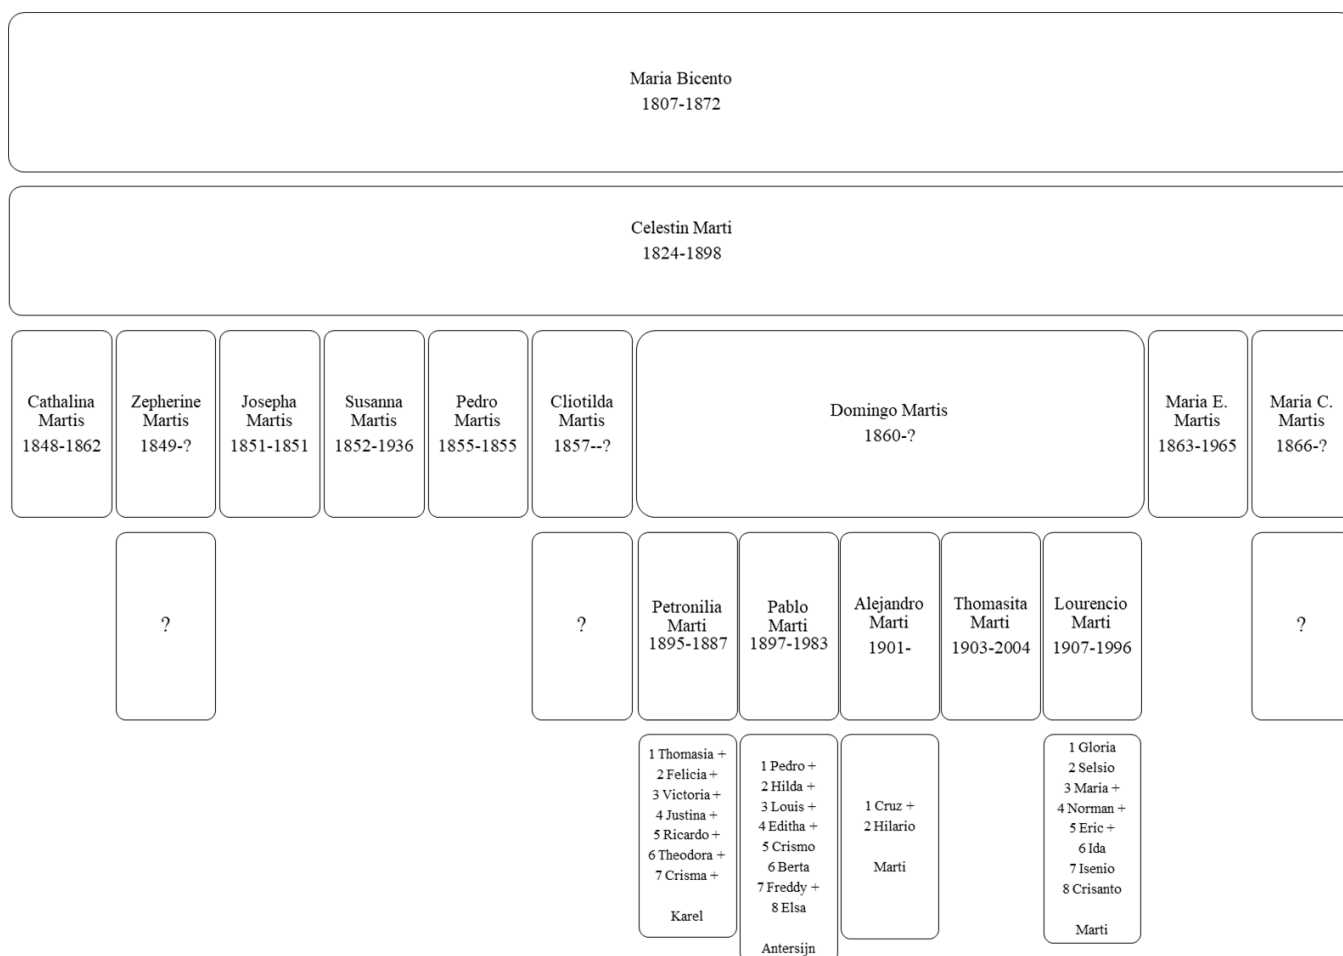 Maria Bicento
1807-1872
Celestin Marti
1824-1898
Cathalina
Martis
1848-1862
Zepherine
Martis
1849-?
Josepha
Martis
1851-1851
Susanna
Martis
1852-1936
Pedro
Martis
1855-1855
Cliotilda
Martis
1857--?
Domingo Martis
1860-?
Maria E.
Martis
1863-1965
Maria C.
Martis
1866-?
?
?
Petronilia
Marti
1895-1887
Pablo
Marti
1897-1983
Alejandro
Marti
1901-
Thomasita
Marti
1903-2004
Lourencio
Marti
1907-1996
?
1 Thomasia +
2 Felicia +
3 Victoria +
4 Justina +
5 Ricardo +
6 Theodora +
7 Crisma +
Karel
1 Pedro +
2 Hilda +
3 Louis +
4 Editha +
5 Crismo
6 Berta
7 Freddy +
8 Elsa
Antersijn
1 Cruz +
2 Hilario
Marti
1 Gloria
2 Selsio
3 Maria +
4 Norman +
5 Eric +
6 Ida
7 Isenio
8 Crisanto
Marti